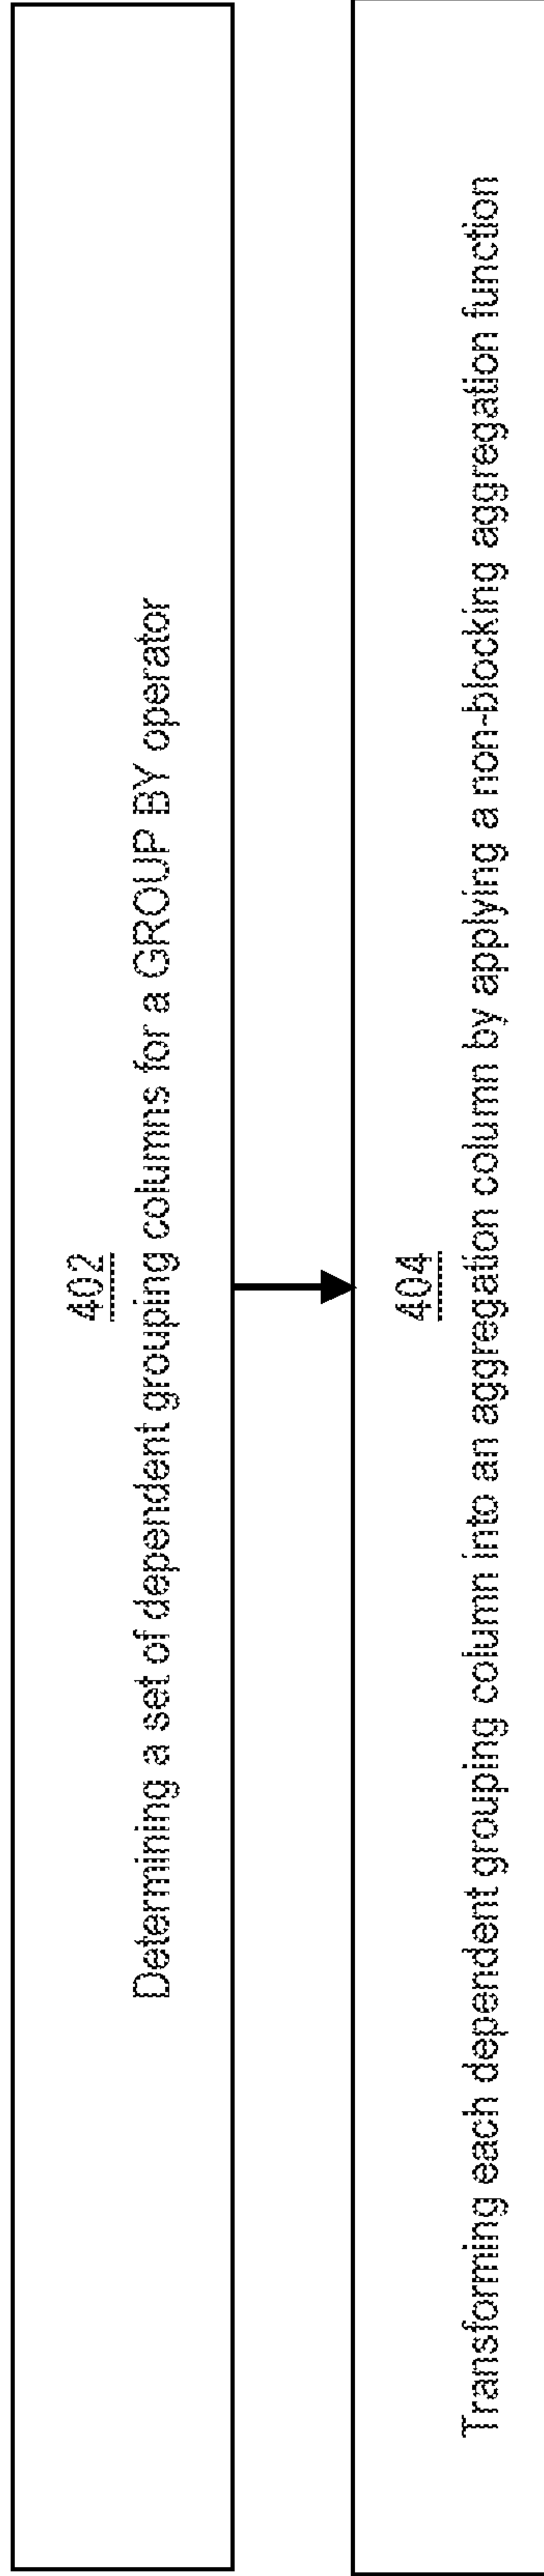 402
Determining a set of dependent grouping columns for a GROUP BY operator
404
Transforming each dependent grouping column into an aggregation column by applying a non-blocking aggregation function